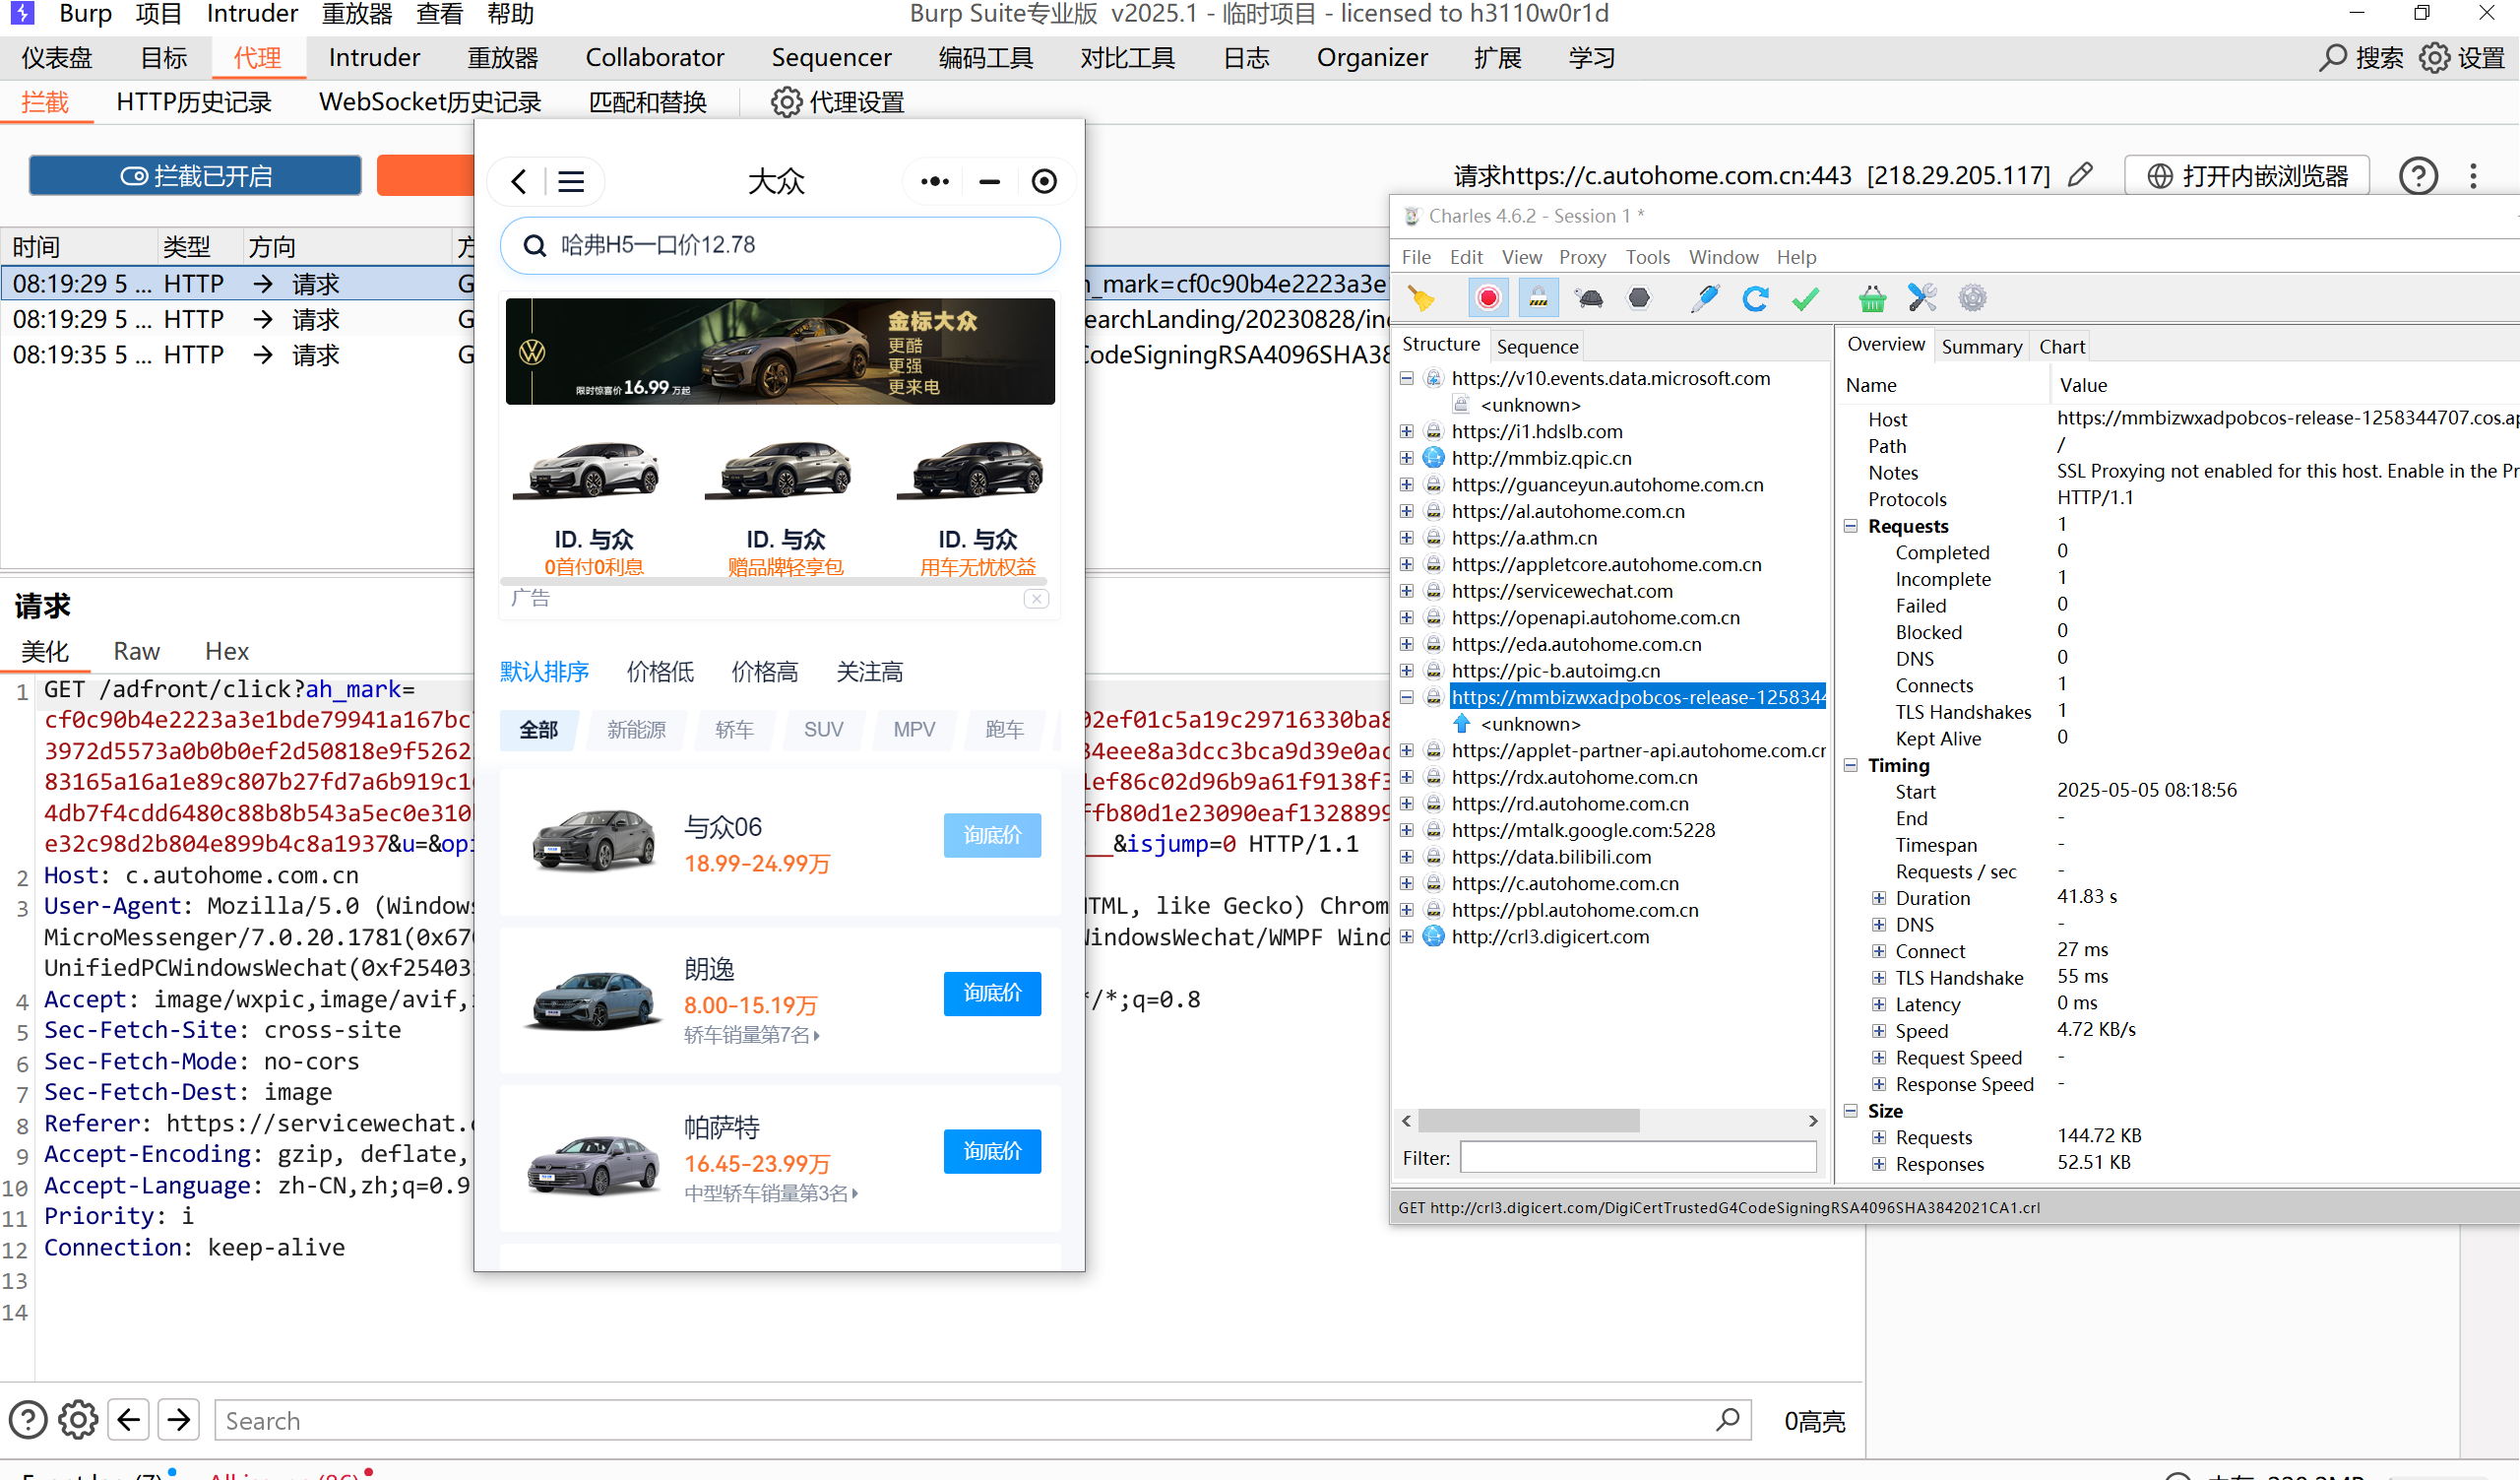 Burp 项目 Intruder 重放器 查看 帮助
Burp Suite专业版 v2025.1 - 临时项目 - licensed to h3110w0r1d
仪表盘 目标 代理 Intruder 重放器 Collaborator Sequencer 编码工具 对比工具 日志 Organizer 扩展 学习 搜索 设置
拦截 HTTP历史记录 WebSocket历史记录 匹配和替换 代理设置
拦截已开启
请求https://c.autohome.com.cn:443 [218.29.205.117] 打开内嵌浏览器
时间 类型 方向
08:19:29 5 ... HTTP → 请求 G
_mark=cf0c90b4e2223a3e
08:19:29 5 ... HTTP → 请求 G
earchLanding/20230828/in
08:19:35 5 ... HTTP → 请求 G
CodeSigningRSA4096SHA38
请求
美化 Raw Hex
1 GET /adfront/click?ah_mark=
cf0c90b4e2223a3e1bde79941a167bc
02ef01c5a19c29716330ba8
3972d5573a0b0b0ef2d50818e9f5262
34eee8a3dcc3bca9d39e0ac
83165a16a1e89c807b27fd7a6b919c1
1ef86c02d96b9a61f9138f3
4db7f4cdd6480c88b8b543a5ec0e310
ffb80d1e23090eaf1328899
e32c98d2b804e899b4c8a1937&u=&op
__&isjump=0 HTTP/1.1
2 Host: c.autohome.com.cn
3 User-Agent: Mozilla/5.0 (Windows
HTML, like Gecko) Chrom
MicroMessenger/7.0.20.1781(0x67
WindowsWechat/WMPF Wind
UnifiedPCWindowsWechat(0xf25403
4 Accept: image/wxpic,image/avif,
*/*;q=0.8
5 Sec-Fetch-Site: cross-site
6 Sec-Fetch-Mode: no-cors
7 Sec-Fetch-Dest: image
8 Referer: https://servicewechat.
9 Accept-Encoding: gzip, deflate,
10 Accept-Language: zh-CN,zh;q=0.9
11 Priority: i
12 Connection: keep-alive
13
14
Search
0高亮
大众
哈弗H5一口价12.78
金标大众
更酷
更强
更来电
限时惊喜价 16.99 万起
ID. 与众 ID. 与众 ID. 与众
0首付0利息 赠品牌轻享包 用车无忧权益
广告
默认排序 价格低 价格高 关注高
全部 新能源 轿车 SUV MPV 跑车
与众06
18.99-24.99万
询底价
朗逸
8.00-15.19万
轿车销量第7名
询底价
帕萨特
16.45-23.99万
中型轿车销量第3名
询底价
Charles 4.6.2 - Session 1 *
File Edit View Proxy Tools Window Help
Structure Sequence
https://v10.events.data.microsoft.com
<unknown>
https://i1.hdslb.com
http://mmbiz.qpic.cn
https://guanceyun.autohome.com.cn
https://al.autohome.com.cn
https://a.athm.cn
https://appletcore.autohome.com.cn
https://servicewechat.com
https://openapi.autohome.com.cn
https://eda.autohome.com.cn
https://pic-b.autoimg.cn
https://mmbizwxadpobcos-release-1258344
<unknown>
https://applet-partner-api.autohome.com.cn
https://rdx.autohome.com.cn
https://rd.autohome.com.cn
https://mtalk.google.com:5228
https://data.bilibili.com
https://c.autohome.com.cn
https://pbl.autohome.com.cn
http://crl3.digicert.com
Filter:
Overview Summary Chart
Name Value
Host https://mmbizwxadpobcos-release-1258344707.cos.ap
Path /
Notes SSL Proxying not enabled for this host. Enable in the Pr
Protocols HTTP/1.1
Requests 1
Completed 0
Incomplete 1
Failed 0
Blocked 0
DNS 0
Connects 1
TLS Handshakes 1
Kept Alive 0
Timing
Start 2025-05-05 08:18:56
End -
Timespan -
Requests / sec -
Duration 41.83 s
DNS -
Connect 27 ms
TLS Handshake 55 ms
Latency 0 ms
Speed 4.72 KB/s
Request Speed -
Response Speed -
Size
Requests 144.72 KB
Responses 52.51 KB
GET http://crl3.digicert.com/DigiCertTrustedG4CodeSigningRSA4096SHA3842021CA1.crl